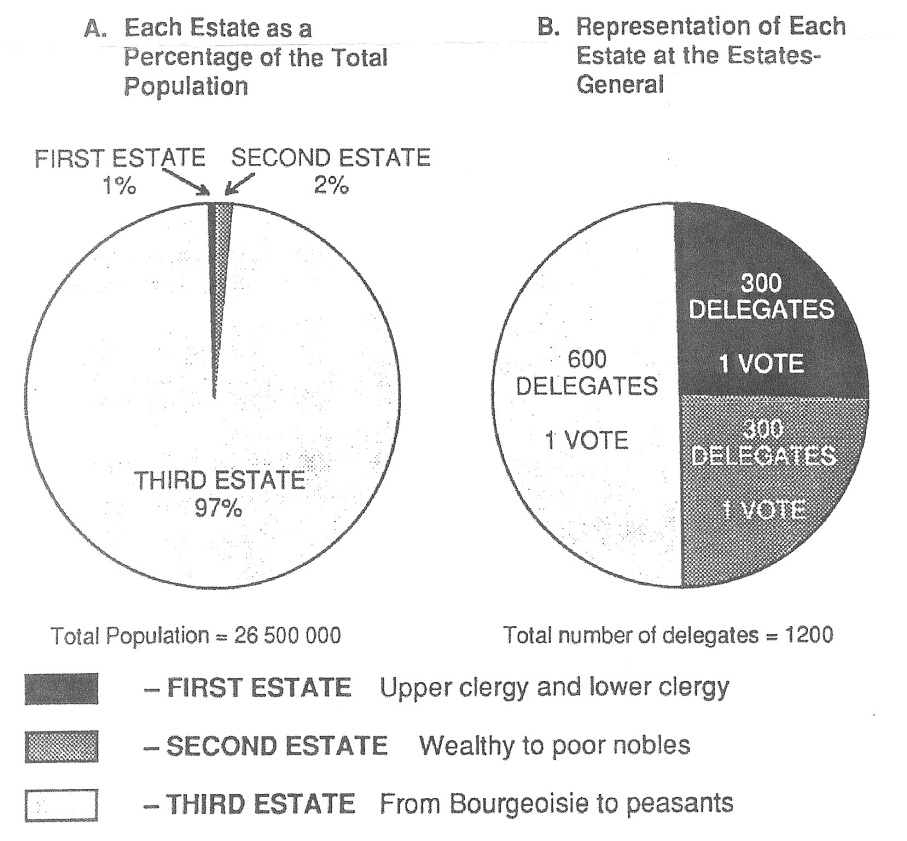 A. Each Estate as a
Percentage of the Total
Population
B. Representation of Each
Estate at the Estates-
General
FIRST ESTATE
1%
SECOND ESTATE
2%
THIRD ESTATE
97%
300
DELEGATES
1 VOTE
600
DELEGATES
1 VOTE
300
DELEGATES
1 VOTE
Total Population = 26 500 000
Total number of delegates = 1200
– FIRST ESTATE Upper clergy and lower clergy
– SECOND ESTATE Wealthy to poor nobles
– THIRD ESTATE From Bourgeoisie to peasants